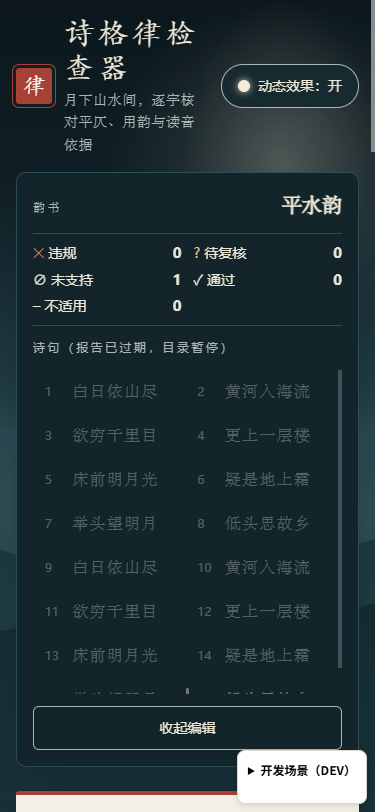 律
诗格律检
查器
月下山水间，逐字核
对平仄、用韵与读音
依据
动态效果：开
韵书
平水韵
× 违规 0 ? 待复核 0
∅ 未支持 1 ✓ 通过 0
– 不适用 0
诗句（报告已过期，目录暂停）
1 白日依山尽 2 黄河入海流
3 欲穷千里目 4 更上一层楼
5 床前明月光 6 疑是地上霜
7 举头望明月 8 低头思故乡
9 白日依山尽 10 黄河入海流
11 欲穷千里目 12 更上一层楼
13 床前明月光 14 疑是地上霜
收起编辑
▶ 开发场景（DEV）